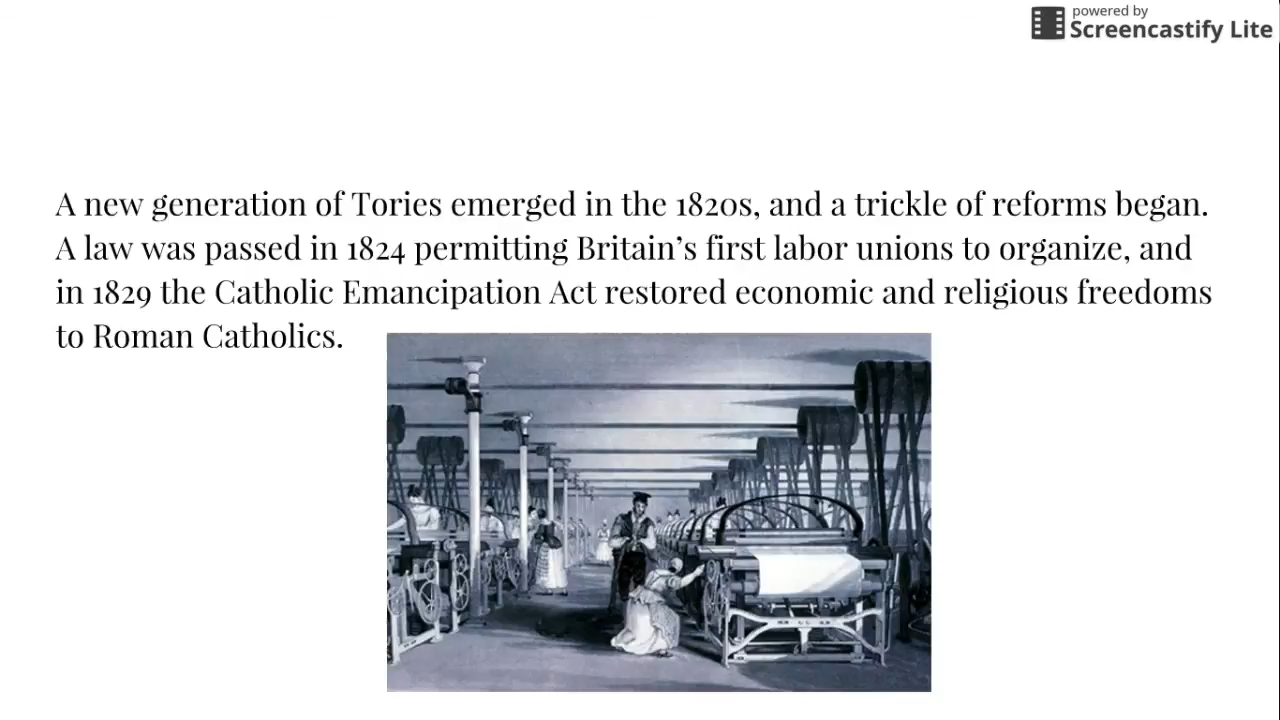 powered by
Screencastify Lite
A new generation of Tories emerged in the 1820s, and a trickle of reforms began.
A law was passed in 1824 permitting Britain’s first labor unions to organize, and
in 1829 the Catholic Emancipation Act restored economic and religious freedoms
to Roman Catholics.